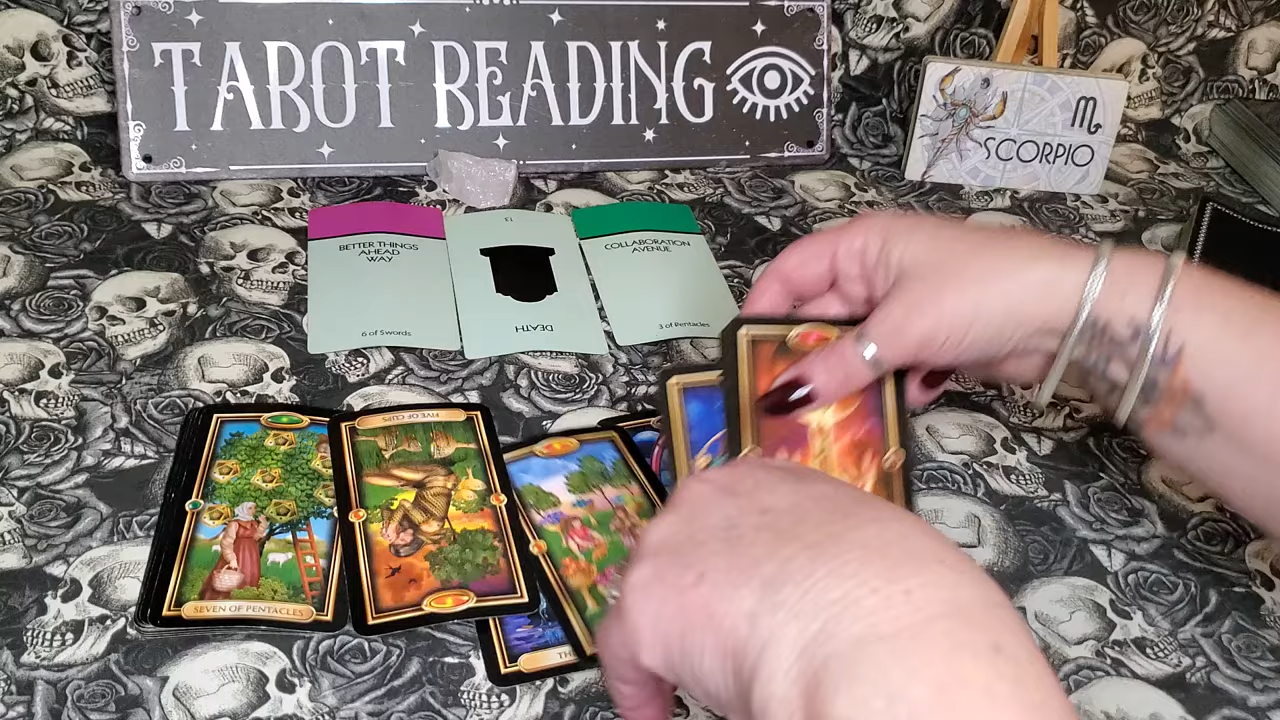 TAROT READING
♏
SCORPIO
BETTER THINGS
AHEAD
WAY
6 of Swords
13
DEATH
COLLABORATION
AVENUE
3 of Pentacles
SEVEN OF PENTACLES
FIVE OF CUPS
TH